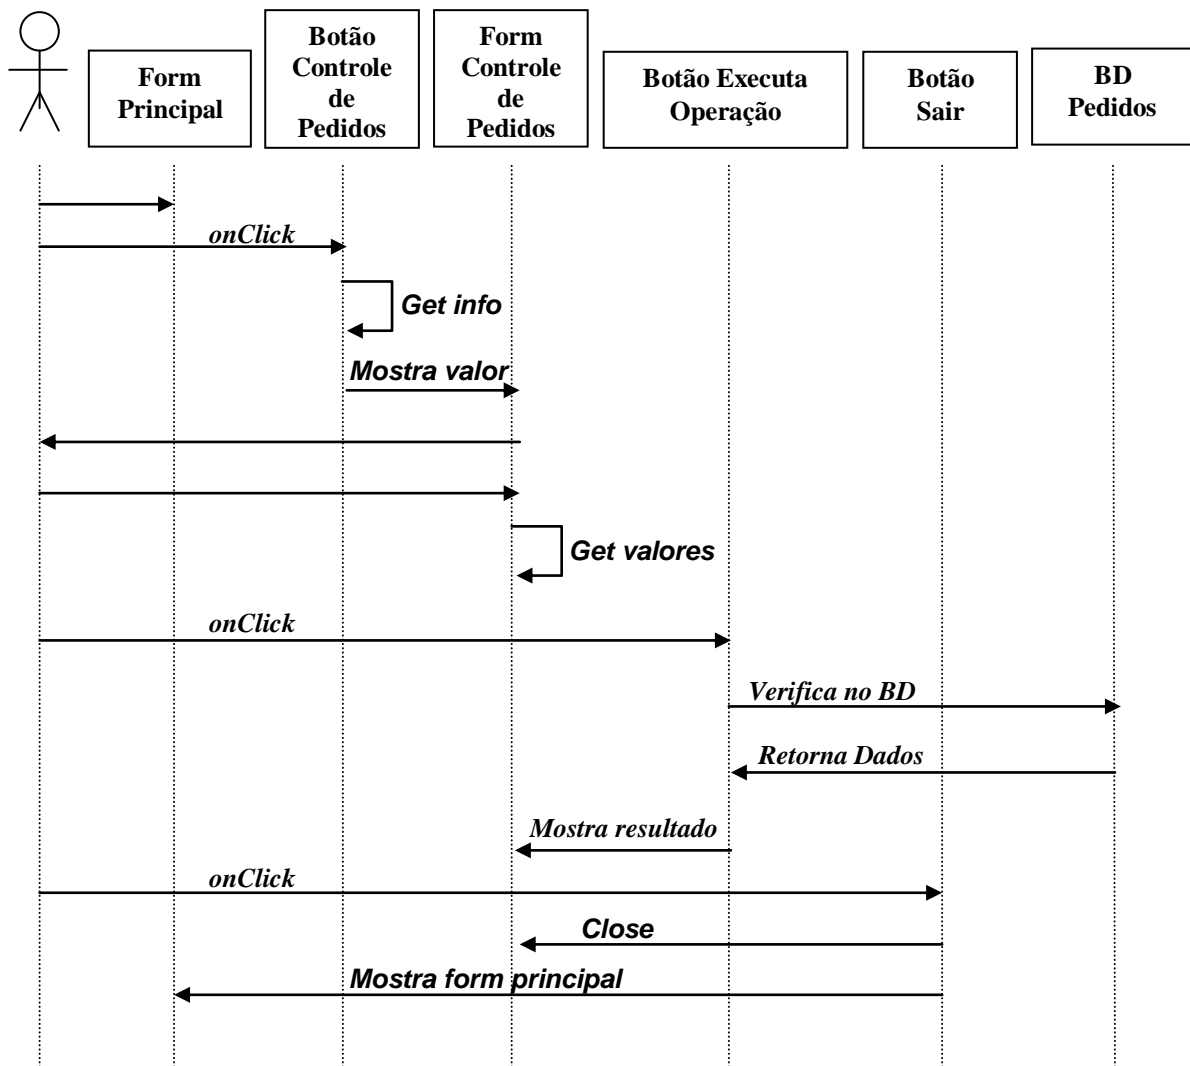 Form
Principal
Botão
Controle
de
Pedidos
Form
Controle
de
Pedidos
Botão Executa
Operação
Botão
Sair
BD
Pedidos
onClick
Get info
Mostra valor
Get valores
onClick
Verifica no BD
Retorna Dados
Mostra resultado
onClick
Close
Mostra form principal